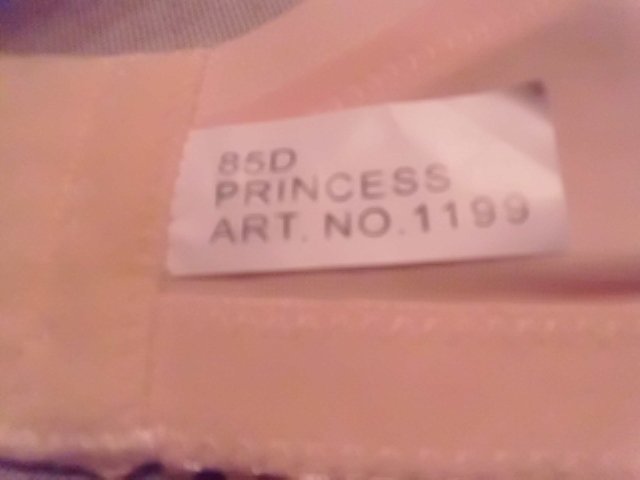 85D
PRINCESS
ART. NO.1199